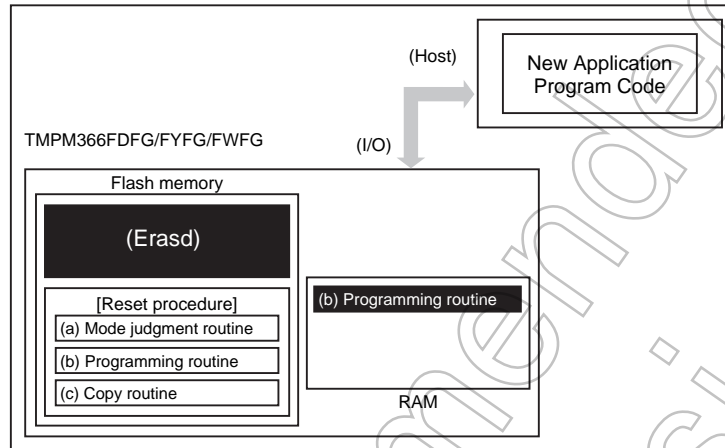 (Host)
New Application
Program Code
TMPM366FDFG/FYFG/FWFG
(I/O)
Flash memory
(Erasd)
[Reset procedure]
(a) Mode judgment routine
(b) Programming routine
(c) Copy routine
(b) Programming routine
RAM